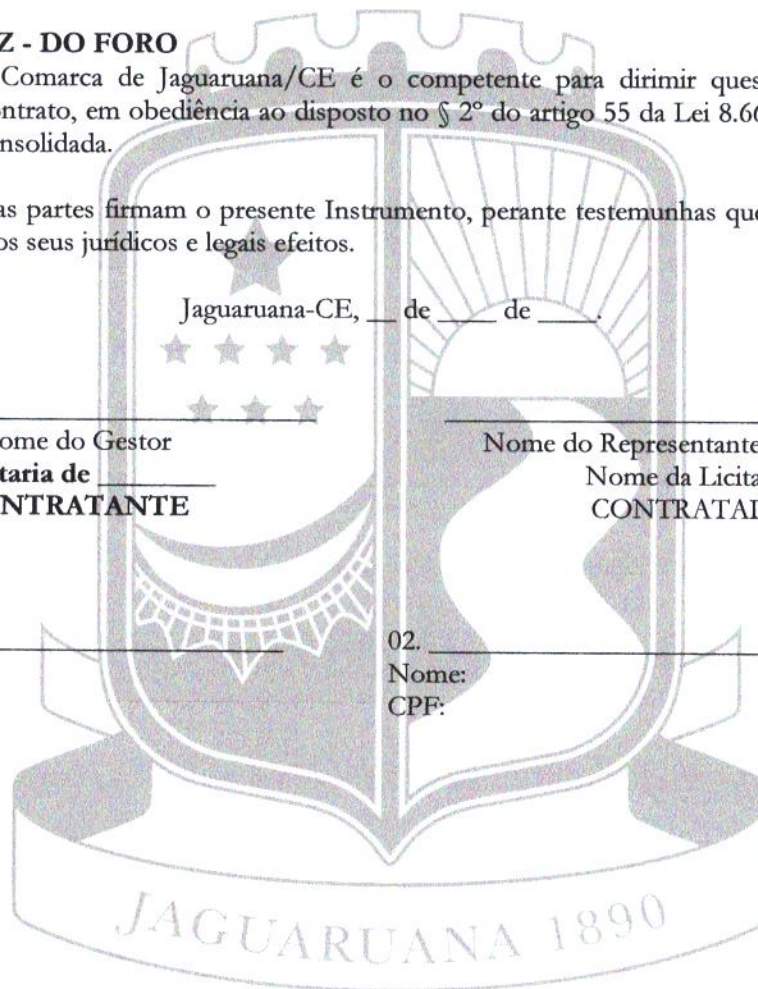 Z - DO FORO
Comarca de Jaguaruana/CE é o competente para dirimir ques
ntrato, em obediência ao disposto no § 2º do artigo 55 da Lei 8.66
nsolidada.
as partes firmam o presente Instrumento, perante testemunhas que
os seus jurídicos e legais efeitos.
Jaguaruana-CE, __ de ____ de ____.
ome do Gestor
taria de ________
NTRATANTE
Nome do Representante
Nome da Licita
CONTRATAI
02. ____________________
Nome:
CPF:
JAGUARUANA 1890